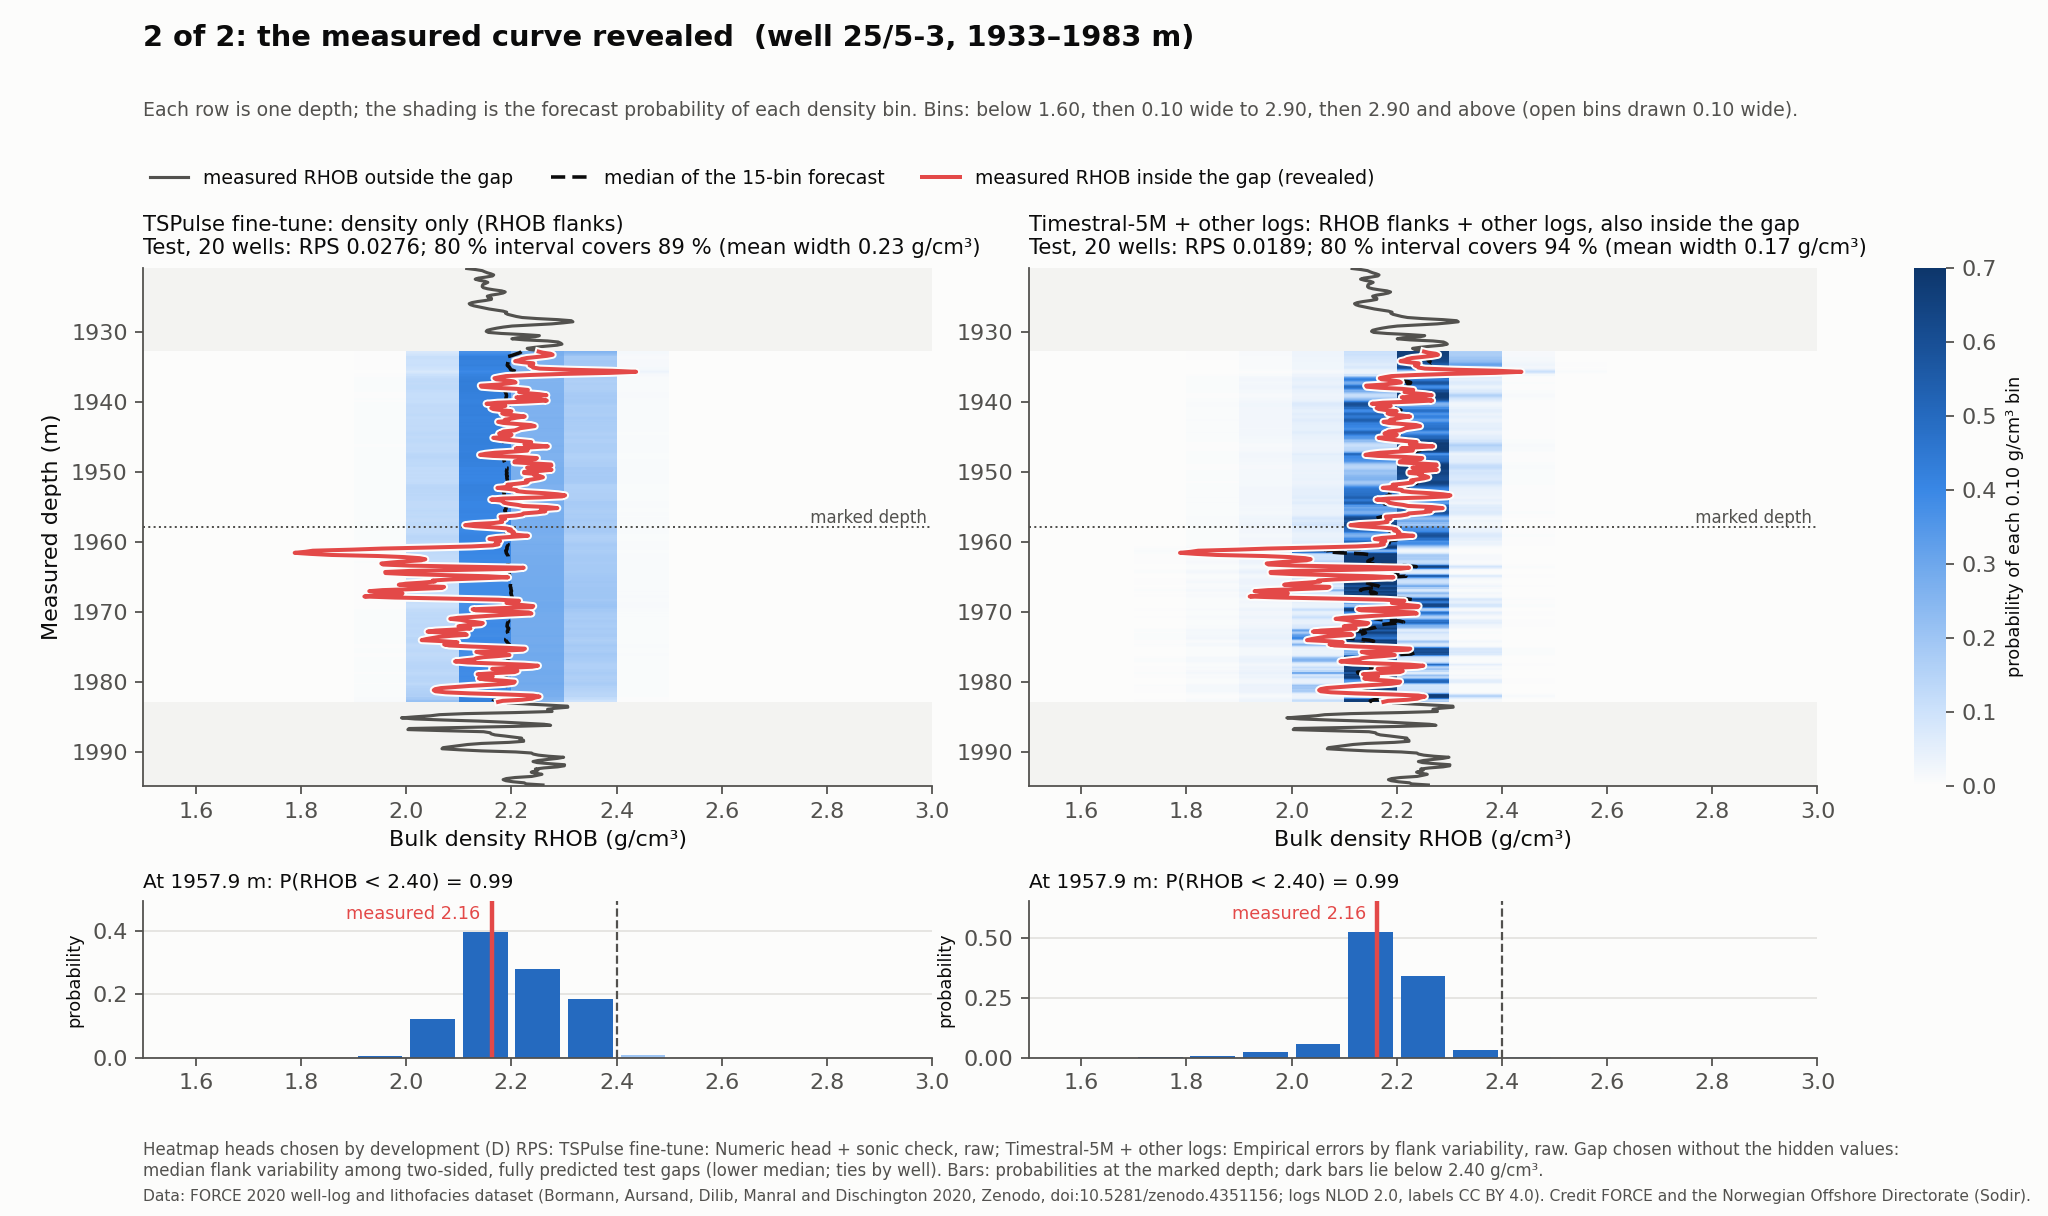 2 of 2: the measured curve revealed  (well 25/5-3, 1933–1983 m)
Each row is one depth; the shading is the forecast probability of each density bin. Bins: below 1.60, then 0.10 wide to 2.90, then 2.90 and above (open bins drawn 0.10 wide).
measured RHOB outside the gap
median of the 15-bin forecast
measured RHOB inside the gap (revealed)
TSPulse fine-tune: density only (RHOB flanks)
Test, 20 wells: RPS 0.0276; 80 % interval covers 89 % (mean width 0.23 g/cm³)
1930
1940
1950
1960
1970
1980
1990
Measured depth (m)
marked depth
1.6 1.8 2.0 2.2 2.4 2.6 2.8 3.0
Bulk density RHOB (g/cm³)
Timestral-5M + other logs: RHOB flanks + other logs, also inside the gap
Test, 20 wells: RPS 0.0189; 80 % interval covers 94 % (mean width 0.17 g/cm³)
1930
1940
1950
1960
1970
1980
1990
marked depth
1.6 1.8 2.0 2.2 2.4 2.6 2.8 3.0
Bulk density RHOB (g/cm³)
0.7
0.6
0.5
0.4
0.3
0.2
0.1
0.0
probability of each 0.10 g/cm³ bin
At 1957.9 m: P(RHOB < 2.40) = 0.99
measured 2.16
0.4
0.2
0.0
probability
1.6 1.8 2.0 2.2 2.4 2.6 2.8 3.0
At 1957.9 m: P(RHOB < 2.40) = 0.99
measured 2.16
0.50
0.25
0.00
probability
1.6 1.8 2.0 2.2 2.4 2.6 2.8 3.0
Heatmap heads chosen by development (D) RPS: TSPulse fine-tune: Numeric head + sonic check, raw; Timestral-5M + other logs: Empirical errors by flank variability, raw. Gap chosen without the hidden values:
median flank variability among two-sided, fully predicted test gaps (lower median; ties by well). Bars: probabilities at the marked depth; dark bars lie below 2.40 g/cm³.
Data: FORCE 2020 well-log and lithofacies dataset (Bormann, Aursand, Dilib, Manral and Dischington 2020, Zenodo, doi:10.5281/zenodo.4351156; logs NLOD 2.0, labels CC BY 4.0). Credit FORCE and the Norwegian Offshore Directorate (Sodir).